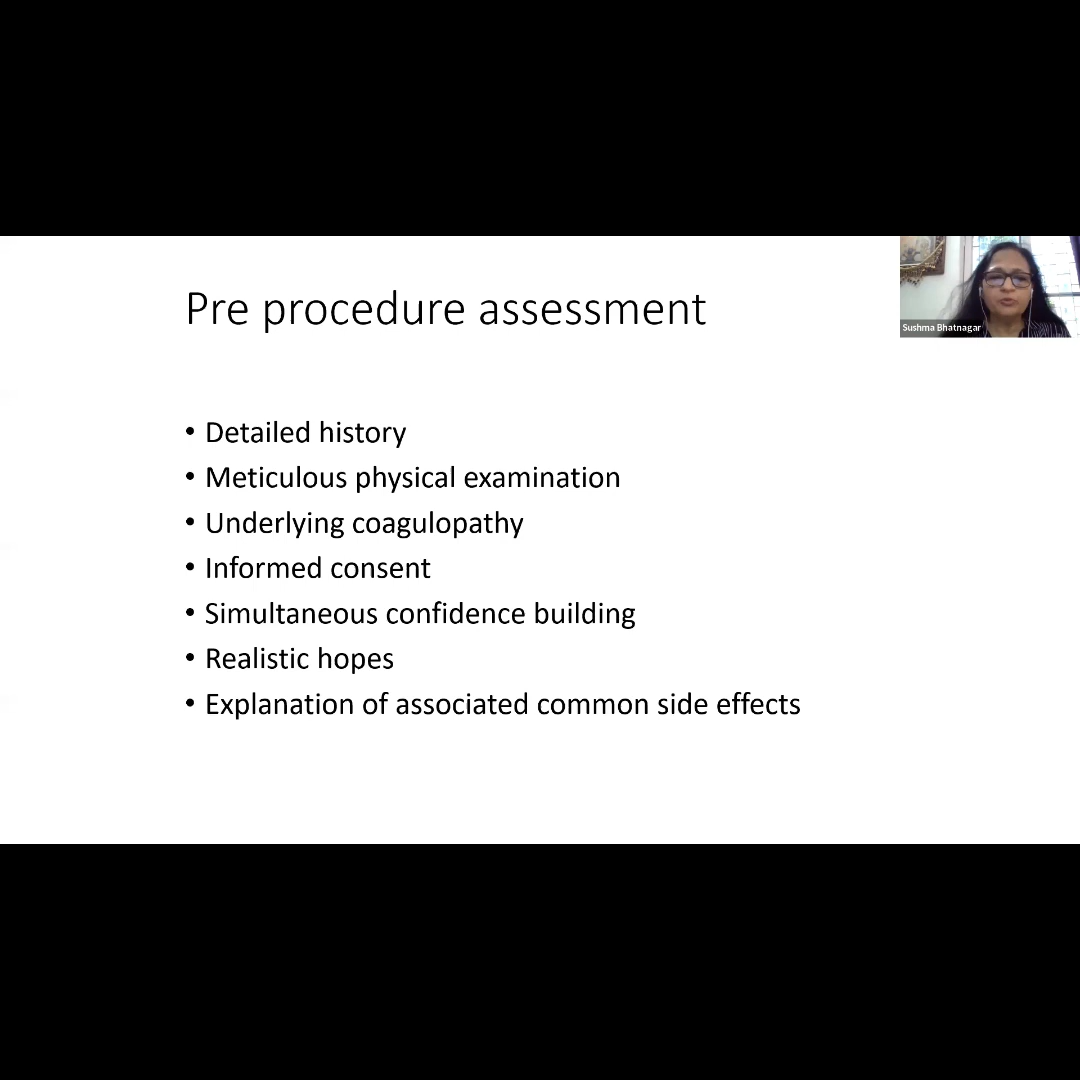 Pre procedure assessment
Sushma Bhatnagar
• Detailed history
• Meticulous physical examination
• Underlying coagulopathy
• Informed consent
• Simultaneous confidence building
• Realistic hopes
• Explanation of associated common side effects